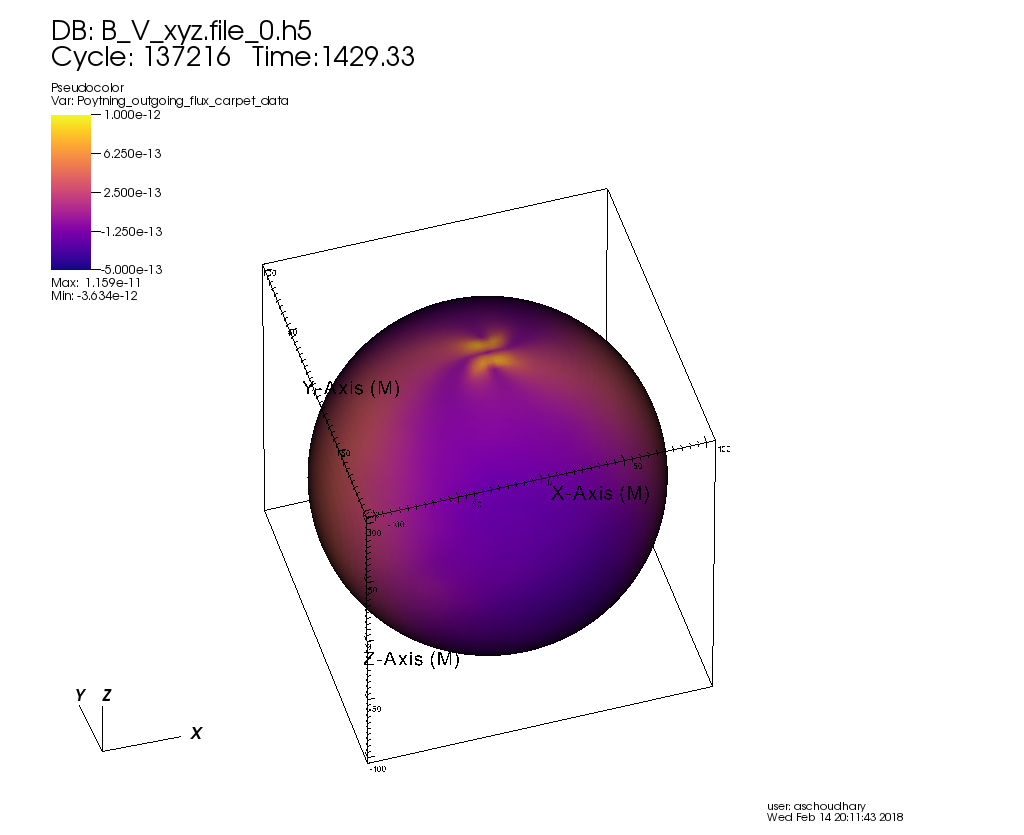 DB: B_V_xyz.file_0.h5
Cycle: 137216 Time:1429.33
Pseudocolor
Var: Poytning_outgoing_flux_carpet_data
1.000e-12
6.250e-13
2.500e-13
-1.250e-13
-5.000e-13
Max: 1.159e-11
Min: -3.634e-12
Y-Axis (M)
50
100
X-Axis (M)
0
50
-100
100
Z-Axis (M)
-50
-100
Y Z
X
user: aschoudhary
Wed Feb 14 20:11:43 2018